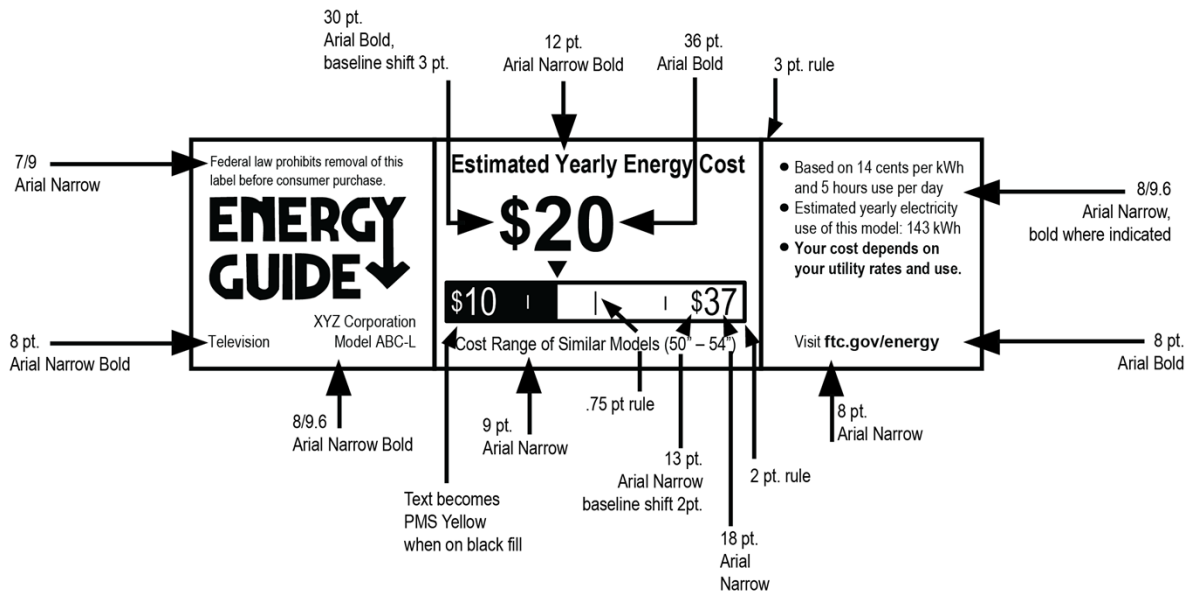 30 pt.
Arial Bold,
baseline shift 3 pt.
12 pt.
Arial Narrow Bold
36 pt.
Arial Bold
3 pt. rule
7/9
Arial Narrow
Federal law prohibits removal of this
label before consumer purchase.
ENERGY
GUIDE
XYZ Corporation
Television
Model ABC-L
8 pt.
Arial Narrow Bold
8/9.6
Arial Narrow Bold
Estimated Yearly Energy Cost
$20
$10
$37
Cost Range of Similar Models (50” – 54”)
.75 pt rule
9 pt.
Arial Narrow
Text becomes
PMS Yellow
when on black fill
13 pt.
Arial Narrow
baseline shift 2pt.
2 pt. rule
18 pt.
Arial
Narrow
● Based on 14 cents per kWh
and 5 hours use per day
● Estimated yearly electricity
use of this model: 143 kWh
● Your cost depends on
your utility rates and use.
Visit ftc.gov/energy
8/9.6
Arial Narrow,
bold where indicated
8 pt.
Arial Bold
8 pt.
Arial Narrow